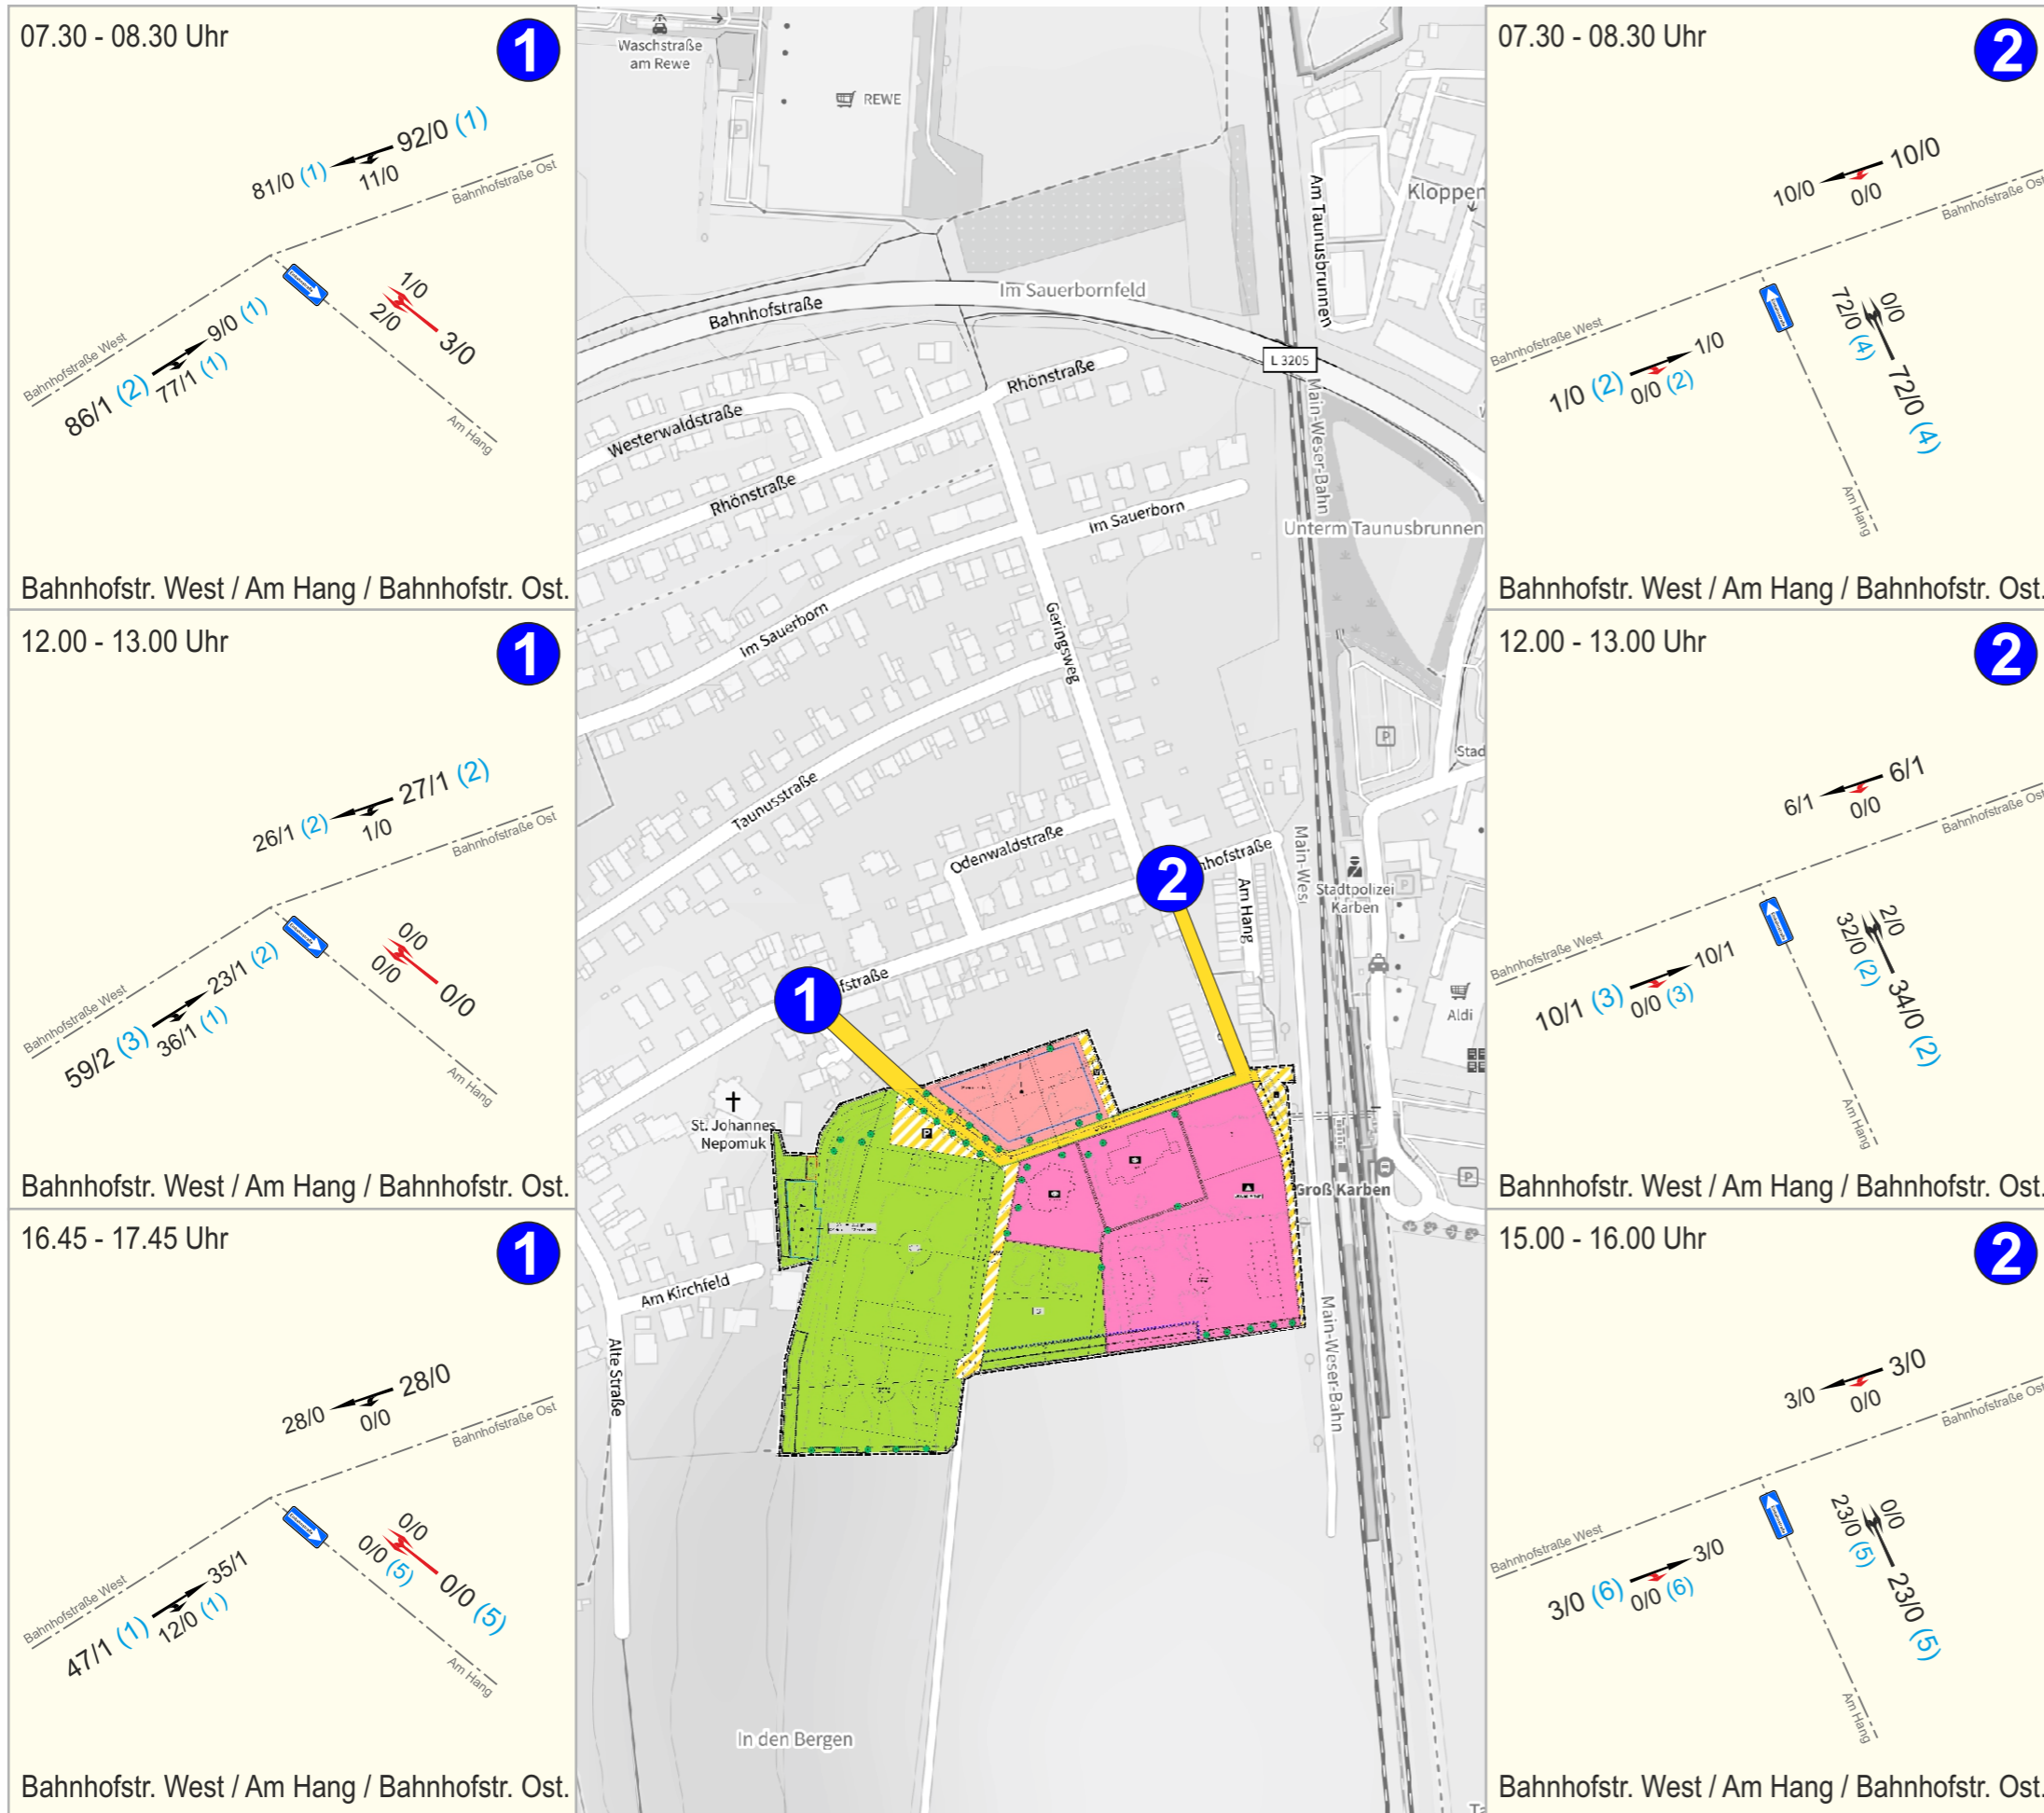 07.30 - 08.30 Uhr
1
92/0 (1)
81/0 (1)
11/0
Bahnhofstraße Ost
Bahnhofstraße West
9/0 (1)
86/1 (2)
77/1 (1)
1/0
2/0
3/0
Am Hang
Bahnhofstr. West / Am Hang / Bahnhofstr. Ost.
12.00 - 13.00 Uhr
1
27/1 (2)
26/1 (2)
1/0
Bahnhofstraße Ost
Bahnhofstraße West
23/1 (2)
59/2 (3)
36/1 (1)
0/0
0/0
0/0
Am Hang
Bahnhofstr. West / Am Hang / Bahnhofstr. Ost.
16.45 - 17.45 Uhr
1
28/0
28/0
0/0
Bahnhofstraße Ost
Bahnhofstraße West
35/1
47/1 (1)
12/0 (1)
0/0
0/0 (5)
0/0 (5)
Am Hang
Bahnhofstr. West / Am Hang / Bahnhofstr. Ost.
Waschstraße
am Rewe
REWE
P
Am Taunusbrunnen
Kloppen
Im Sauerbornfeld
Bahnhofstraße
L 3205
Rhönstraße
Main-Weser-Bahn
Westerwaldstraße
Rhönstraße
Im Sauerborn
Unterm Taunusbrunnen
Im Sauerborn
Geringsweg
P
Stad
Taunusstraße
Odenwaldstraße
2
nhofstraße
Main-Wes
Am Hang
Stadtpolizei
Karben
P
Aldi
1
fstraße
St. Johannes
Nepomuk
P
Groß Karben
P
Am Kirchfeld
Alte Straße
Main-Weser-Bahn
In den Bergen
Ta
07.30 - 08.30 Uhr
2
10/0
10/0
0/0
Bahnhofstraße Ost
Bahnhofstraße West
1/0
1/0 (2)
0/0 (2)
0/0
72/0 (4)
72/0 (4)
Am Hang
Bahnhofstr. West / Am Hang / Bahnhofstr. Ost.
12.00 - 13.00 Uhr
2
6/1
6/1
0/0
Bahnhofstraße Ost
Bahnhofstraße West
10/1
10/1 (3)
0/0 (3)
2/0
32/0 (2)
34/0 (2)
Am Hang
Bahnhofstr. West / Am Hang / Bahnhofstr. Ost.
15.00 - 16.00 Uhr
2
3/0
3/0
0/0
Bahnhofstraße Ost
Bahnhofstraße West
3/0
3/0 (6)
0/0 (6)
0/0
23/0 (5)
23/0 (5)
Am Hang
Bahnhofstr. West / Am Hang / Bahnhofstr. Ost.